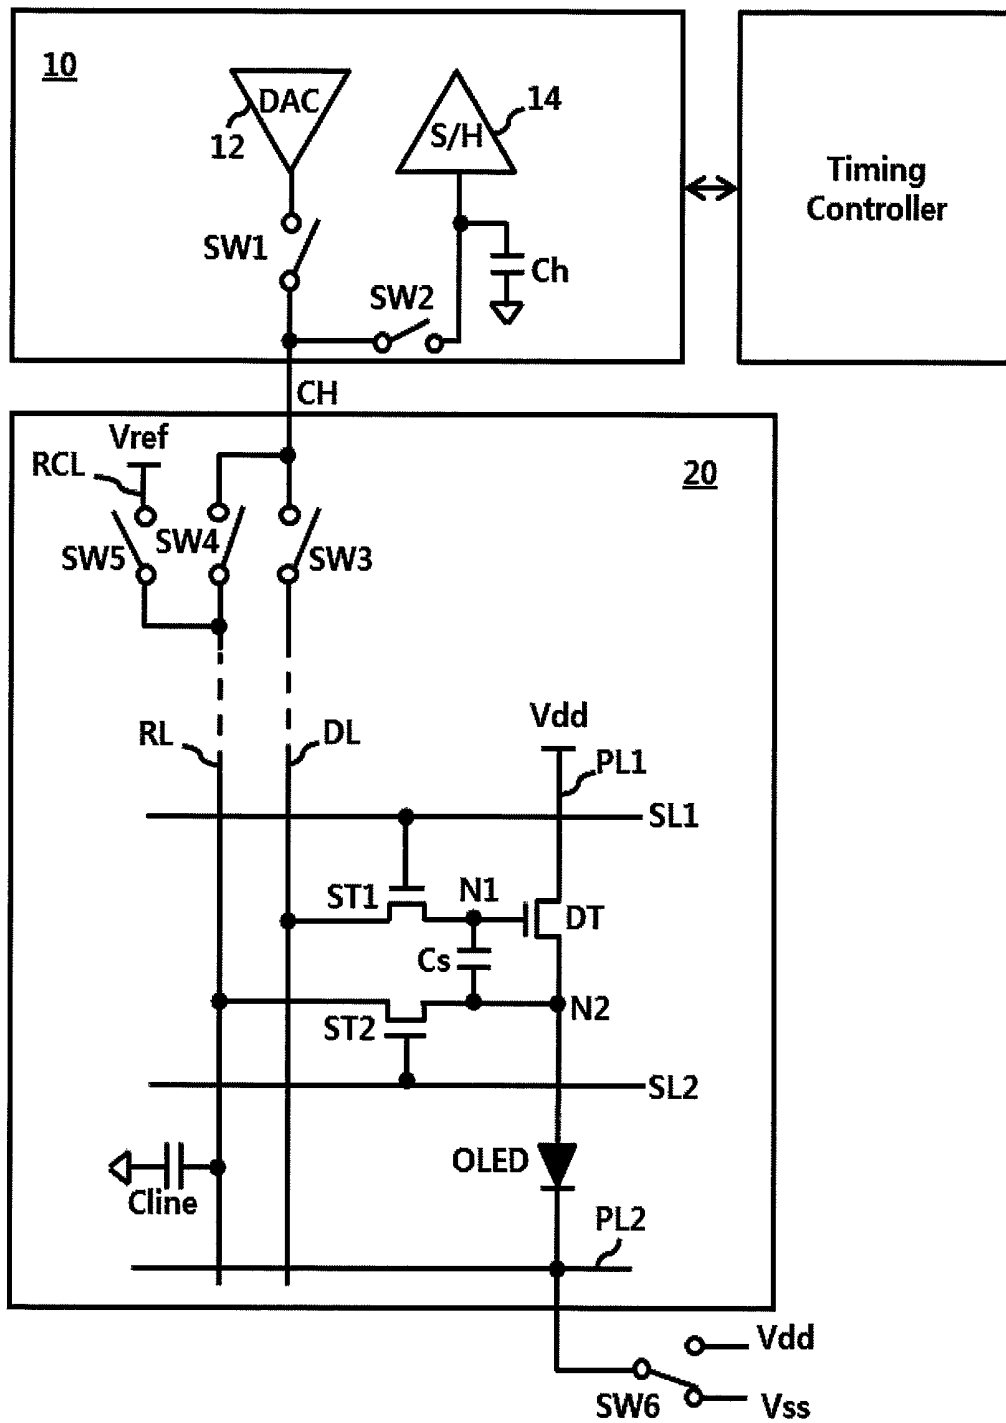 10
DAC
12
S/H
14
Timing
Controller
SW1
Ch
SW2
CH
Vref
RCL
20
SW5
SW4
SW3
RL
DL
Vdd
PL1
SL1
ST1
N1
DT
Cs
N2
ST2
SL2
OLED
Cline
PL2
Vdd
SW6
Vss